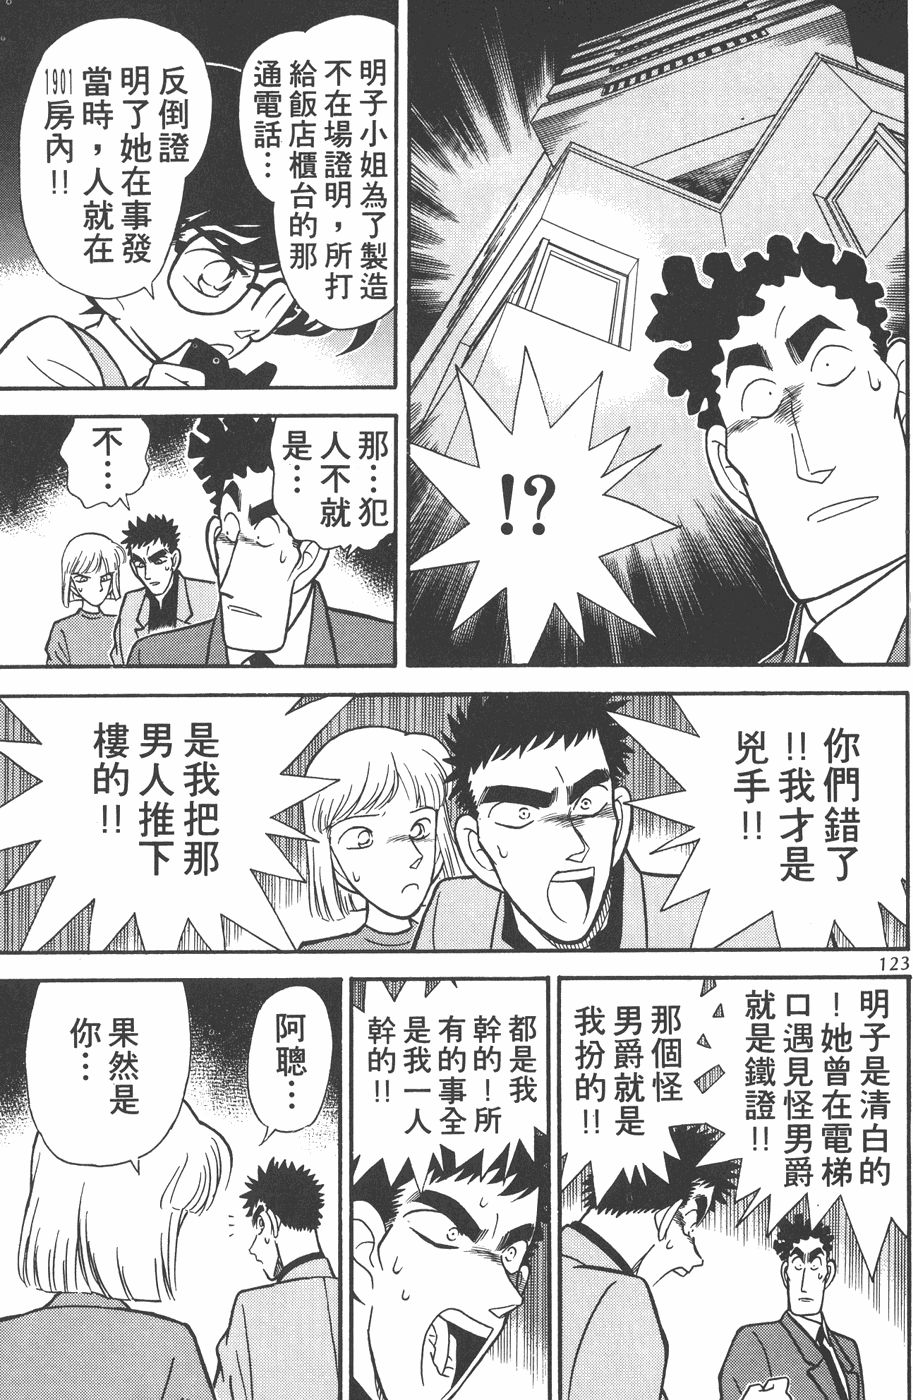 !?
明子小姐為了製造
不在場證明，所打
給飯店櫃台的那
通電話…
反倒證
明了她在事發
當時，人就在
1901房內!!
那…犯
人不就
是…
不…
你們錯了
!!我才是
兇手!!
是我把那
男人推下
樓的!!
明子是清白的
！她曾在電梯
口遇見怪男爵
就是鐵證!!
那個怪
男爵就是
我扮的!!
都是我
幹的！所
有的事全
是我一人
幹的!!
阿聰…
果然是
你…
123